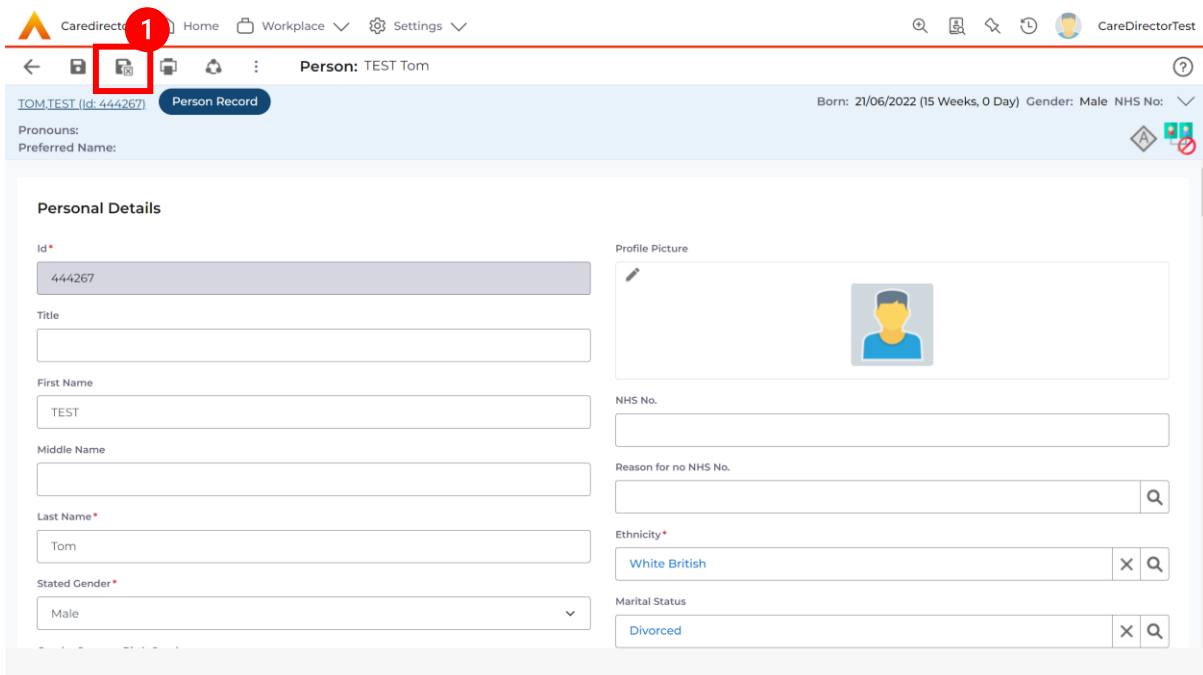 Caredirecto 1 Home Workplace Settings CareDirectorTest
Person: TEST Tom
TOM,TEST (Id: 444267) Person Record Born: 21/06/2022 (15 Weeks, 0 Day) Gender: Male NHS No:
Pronouns:
Preferred Name:
A
Personal Details
Id*
444267
Title
First Name
TEST
Middle Name
Last Name*
Tom
Stated Gender*
Male
Profile Picture
NHS No.
Reason for no NHS No.
Ethnicity*
White British
Marital Status
Divorced